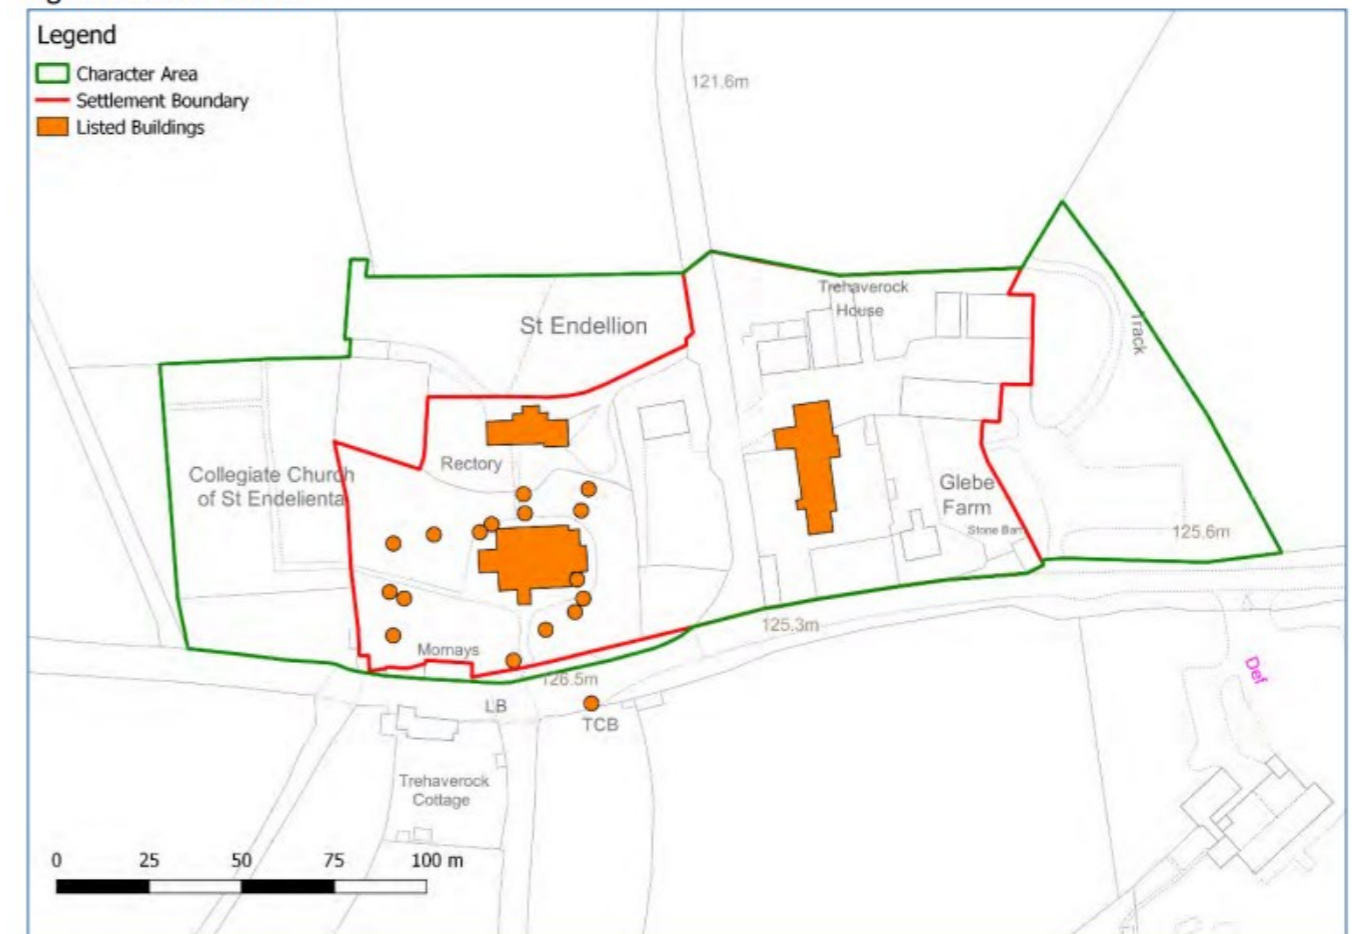 Legend
Character Area
Settlement Boundary
Listed Buildings
121.6m
Trehaverock
House
St Endellion
Track
Rectory
Collegiate Church
of St Endelienta
Glebe
Farm
Stone Barn
125.6m
125.3m
Mornays
126.5m
Def
LB
TCB
Trehaverock
Cottage
0 25 50 75 100 m